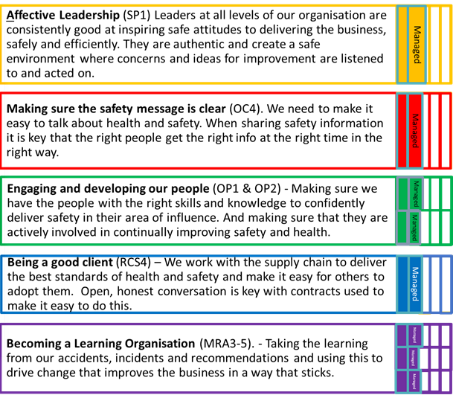 Affective Leadership (SP1) Leaders at all levels of our organisation are
consistently good at inspiring safe attitudes to delivering the business,
safely and efficiently. They are authentic and create a safe
environment where concerns and ideas for improvement are listened
to and acted on.
Managed
Making sure the safety message is clear (OC4). We need to make it
easy to talk about health and safety. When sharing safety information
it is key that the right people get the right info at the right time in the
right way.
Managed
Engaging and developing our people (OP1 & OP2) - Making sure we
have the people with the right skills and knowledge to confidently
deliver safety in their area of influence. And making sure that they are
actively involved in continually improving safety and health.
Managed
Managed
Being a good client (RCS4) – We work with the supply chain to deliver
the best standards of health and safety and make it easy for others to
adopt them. Open, honest conversation is key with contracts used to
make it easy to do this.
Managed
Becoming a Learning Organisation (MRA3-5). - Taking the learning
from our accidents, incidents and recommendations and using this to
drive change that improves the business in a way that sticks.
Managed
Managed
Managed